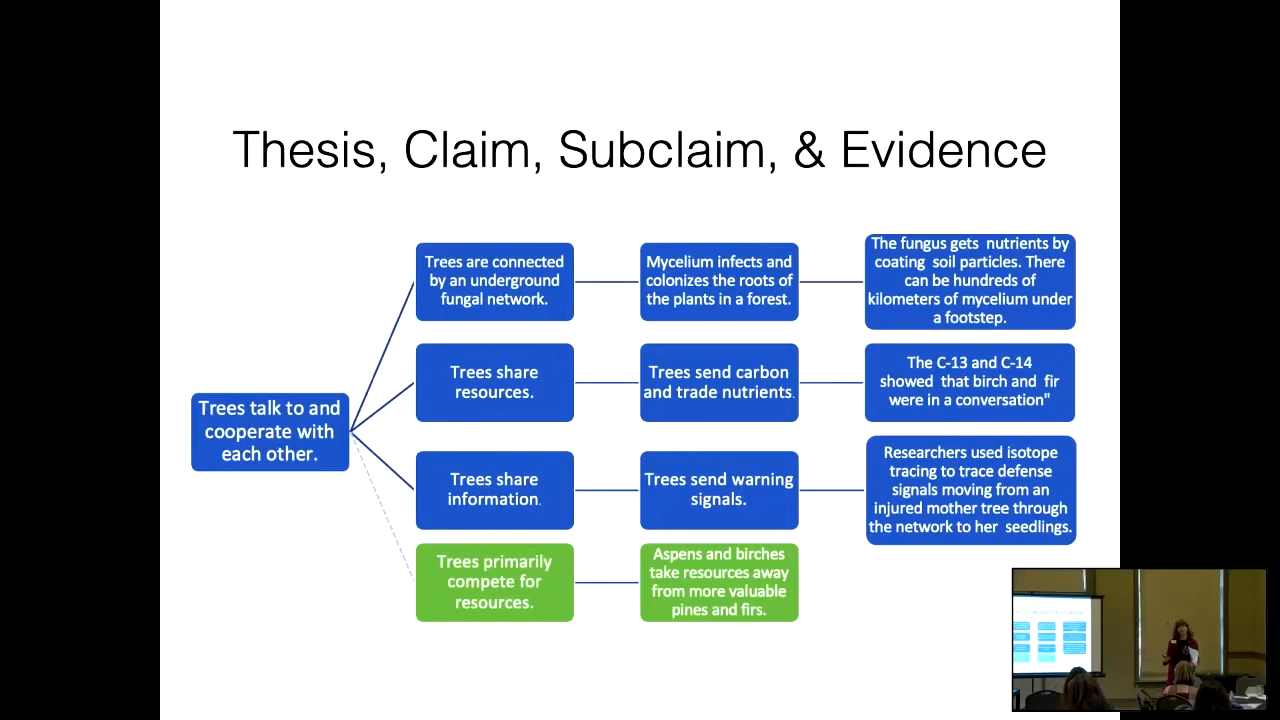 Thesis, Claim, Subclaim, & Evidence
Trees talk to and
cooperate with
each other.
Trees are connected
by an underground
fungal network.
Mycelium infects and
colonizes the roots of
the plants in a forest.
The fungus gets  nutrients by
coating  soil particles. There
can be hundreds of
kilometers of mycelium under
a footstep.
Trees share
resources.
Trees send carbon
and trade nutrients.
The C-13 and C-14
showed  that birch and  fir
were in a conversation"
Trees share
information.
Trees send warning
signals.
Researchers used isotope
tracing to trace defense
signals moving from an
injured mother tree through
the network to her  seedlings.
Trees primarily
compete for
resources.
Aspens and birches
take resources away
from more valuable
pines and firs.